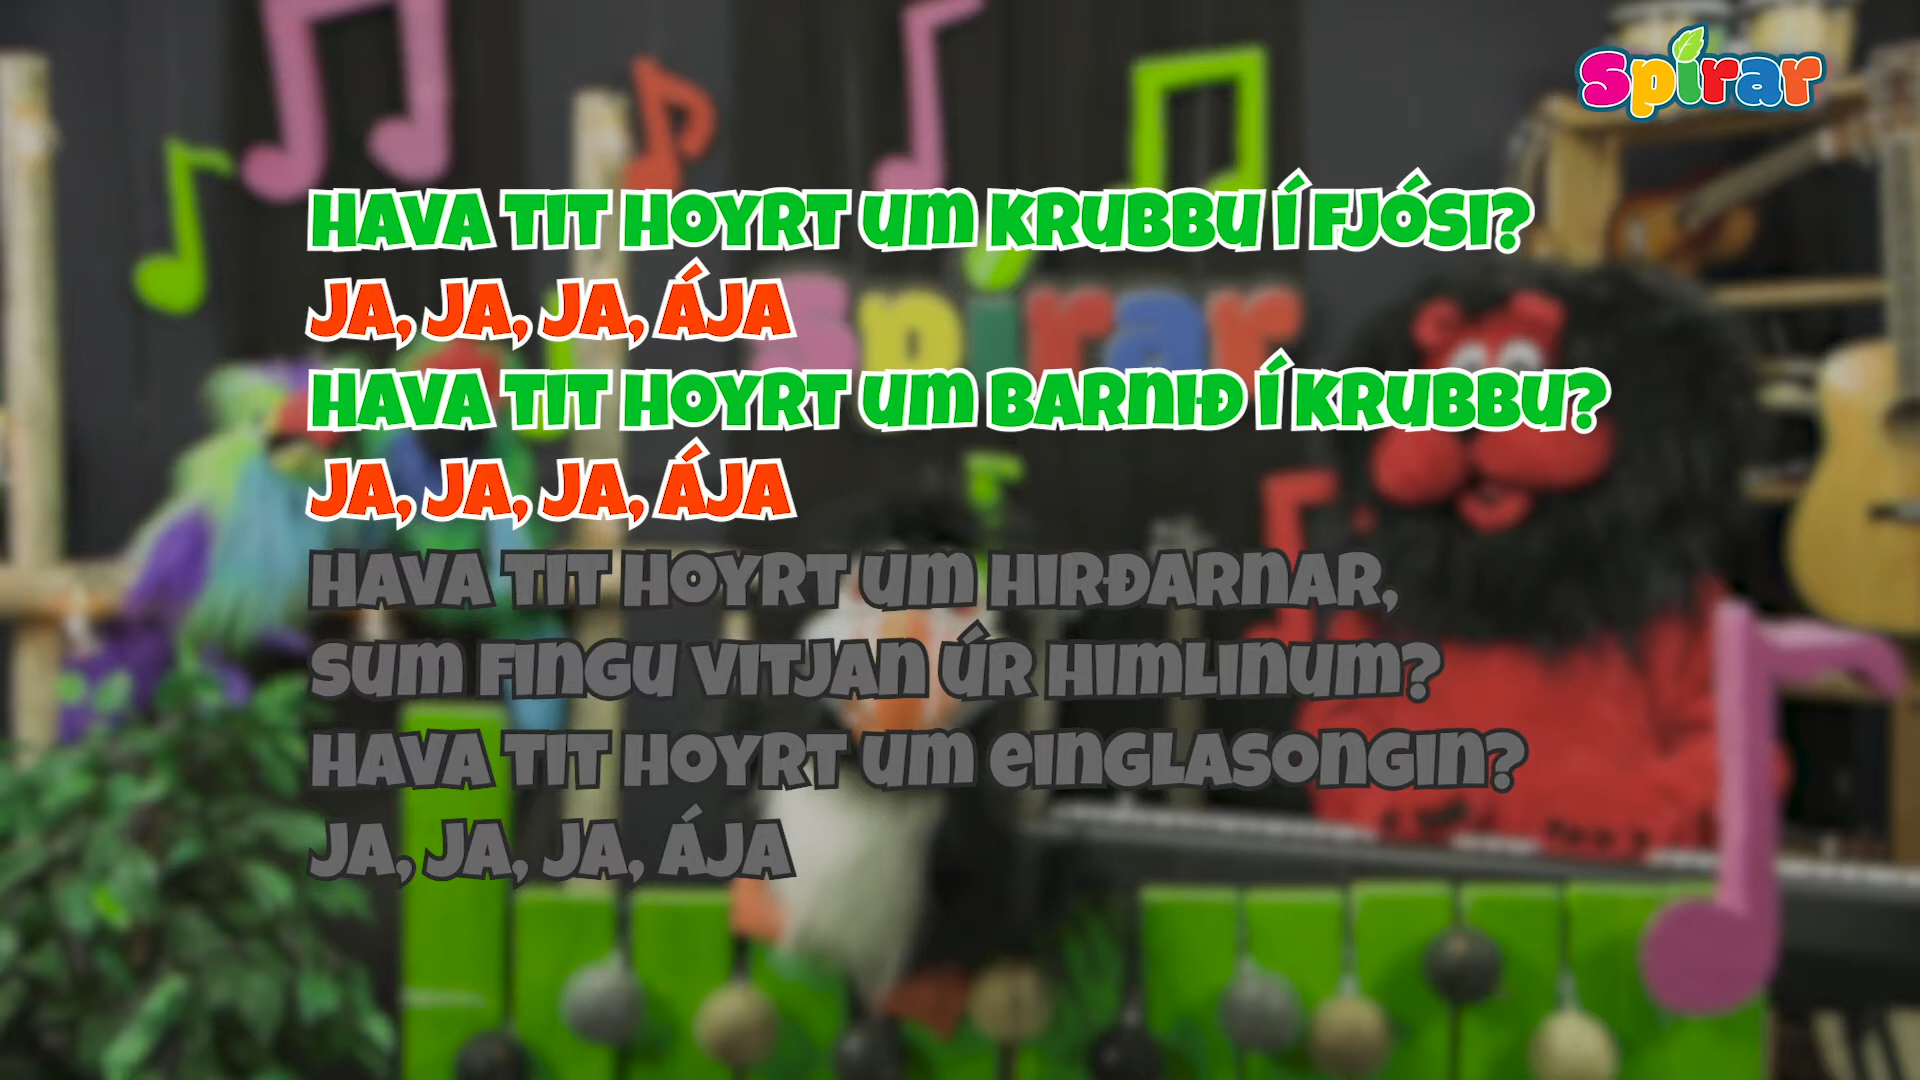 Spírar
HAVA TIT HOYRT UM KRUBBU Í FJÓSI?
JA, JA, JA, ÁJA
HAVA TIT HOYRT UM BARNIÐ Í KRUBBU?
JA, JA, JA, ÁJA
HAVA TIT HOYRT UM HIRÐARNAR,
SUM FINGU VITJAN ÚR HIMLINUM?
HAVA TIT HOYRT UM EINGLASONGIN?
JA, JA, JA, ÁJA
Spírar